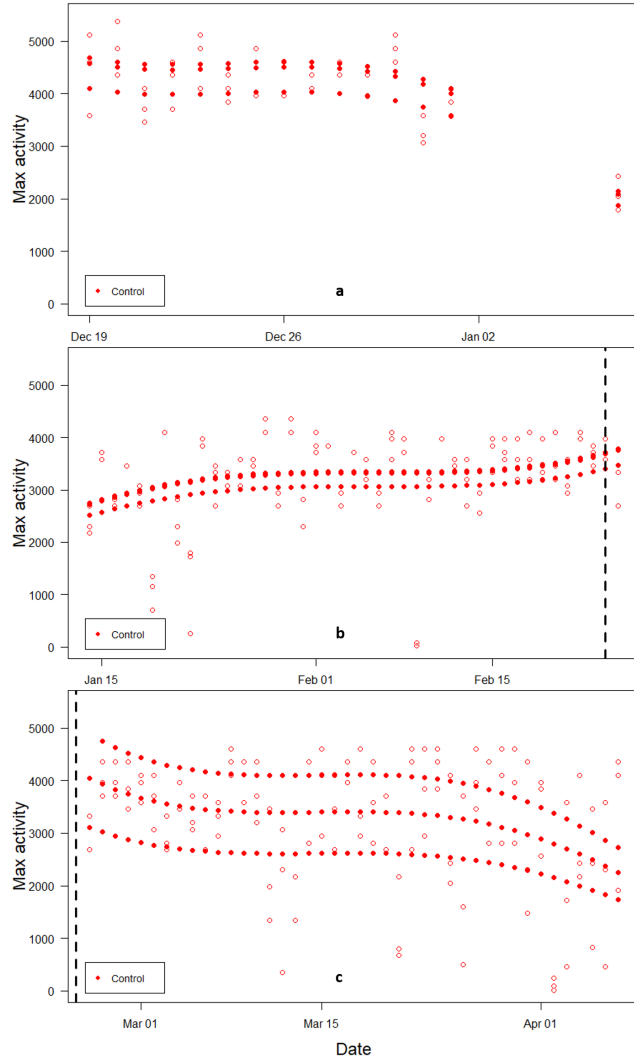 Max activity
5000
4000
3000
2000
1000
0
Control
a
Dec 19 Dec 26 Jan 02
Max activity
5000
4000
3000
2000
1000
0
Control
b
Jan 15 Feb 01 Feb 15
Max activity
5000
4000
3000
2000
1000
0
Control
c
Mar 01 Mar 15 Apr 01
Date